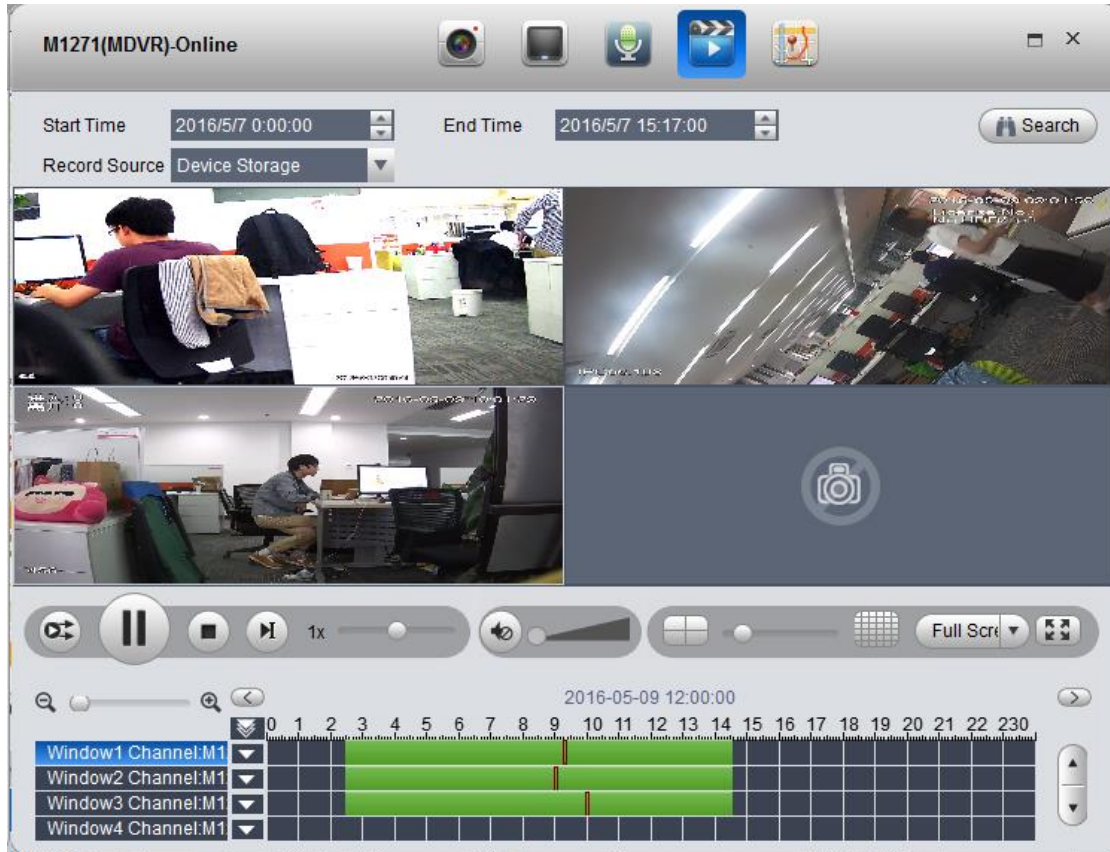 M1271(MDVR)-Online
Start Time 2016/5/7 0:00:00 End Time 2016/5/7 15:17:00 Search
Record Source Device Storage
1x Full Scre
2016-05-09 12:00:00
0 1 2 3 4 5 6 7 8 9 10 11 12 13 14 15 16 17 18 19 20 21 22 230
Window1 Channel:M1
Window2 Channel:M1
Window3 Channel:M1
Window4 Channel:M1